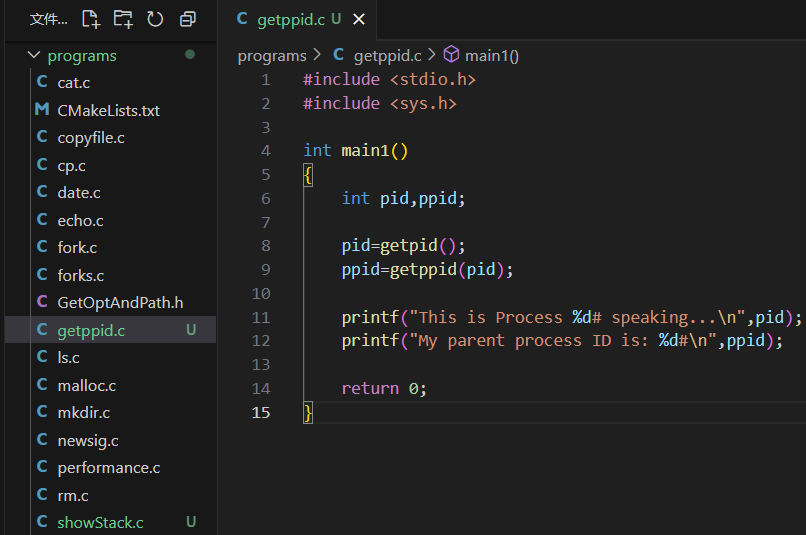 文件...
programs
C cat.c
M CMakeLists.txt
C copyfile.c
C cp.c
C date.c
C echo.c
C fork.c
C forks.c
C GetOptAndPath.h
C getppid.c U
C ls.c
C malloc.c
C mkdir.c
C newsig.c
C performance.c
C rm.c
C showStack.c U
C getppid.c U
programs > C getppid.c > main1()
1 #include <stdio.h>
2 #include <sys.h>
3
4 int main1()
5 {
6 int pid,ppid;
7
8 pid=getpid();
9 ppid=getppid(pid);
10
11 printf("This is Process %d# speaking...\n",pid);
12 printf("My parent process ID is: %d#\n",ppid);
13
14 return 0;
15 }